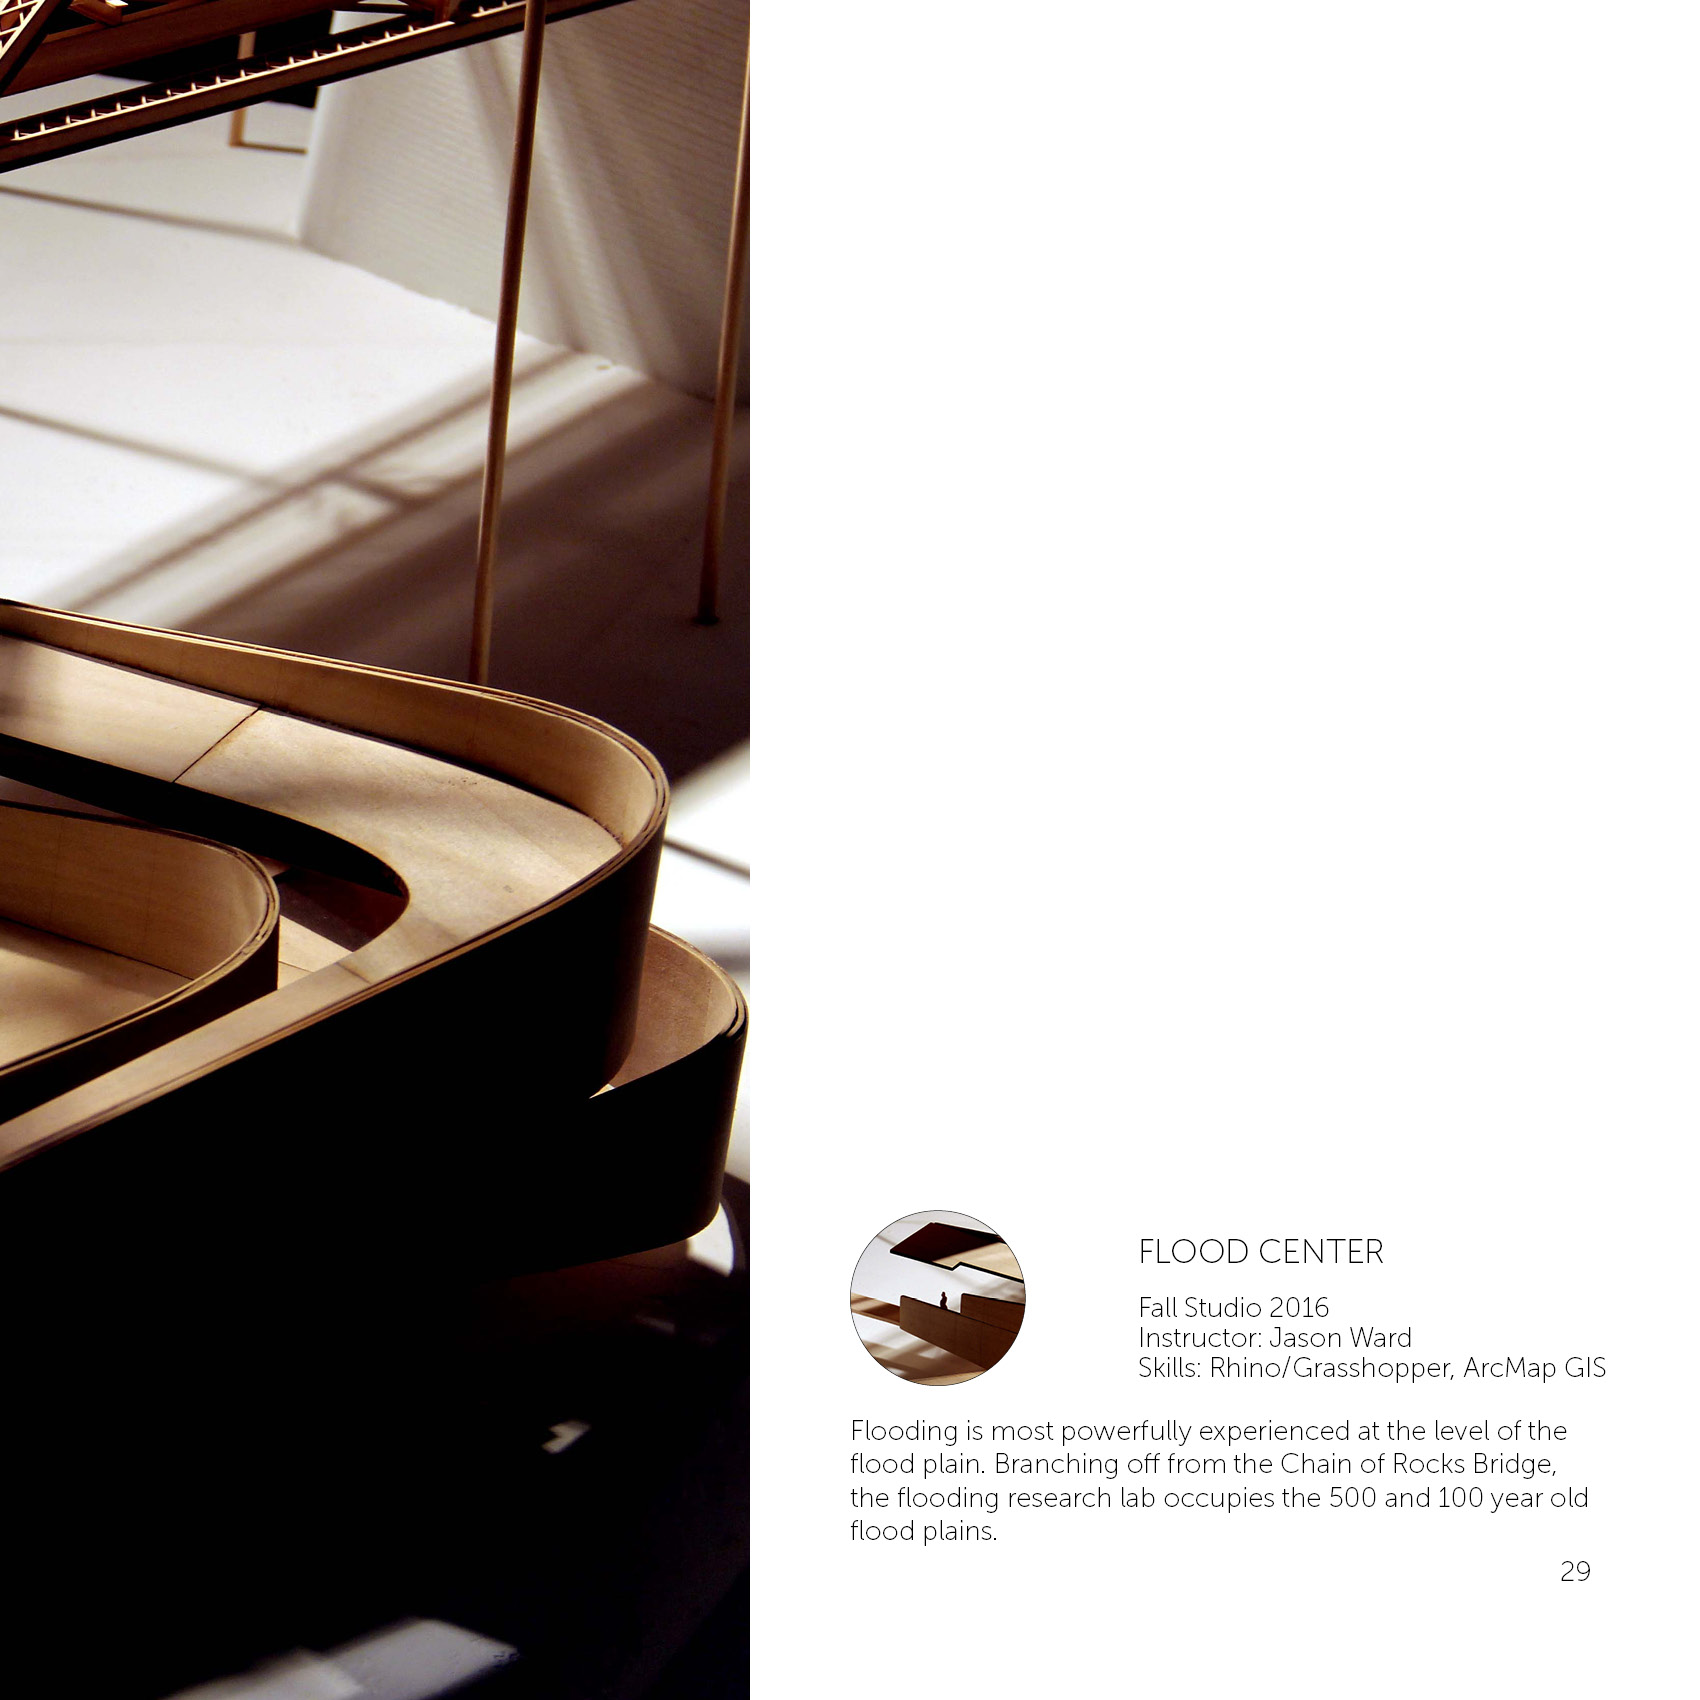 FLOOD CENTER
Fall Studio 2016
Instructor: Jason Ward
Skills: Rhino/Grasshopper, ArcMap GIS
Flooding is most powerfully experienced at the level of the
flood plain. Branching off from the Chain of Rocks Bridge,
the flooding research lab occupies the 500 and 100 year old
flood plains.
29